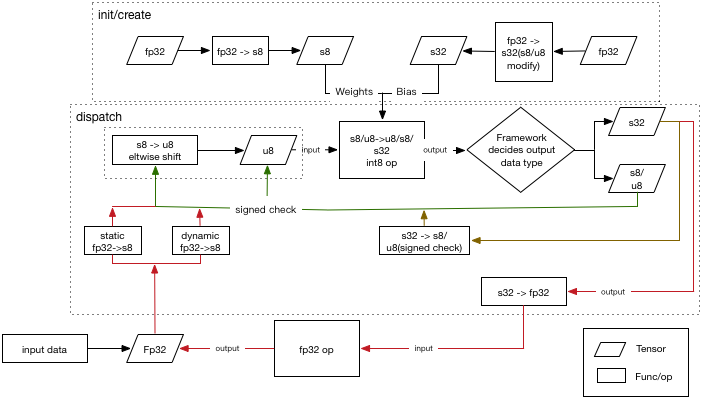 init/create
fp32
fp32 -> s8
s8
s32
fp32 ->
s32(s8/u8
modify)
fp32
Weights
Bias
dispatch
s8 -> u8
eltwise shift
u8
input
s8/u8->u8/s8/
s32
int8 op
output
Framework
decides output
data type
s32
s8/
u8
signed check
static
fp32->s8
dynamic
fp32->s8
s32 -> s8/
u8(signed check)
s32 -> fp32
output
input data
Fp32
output
fp32 op
input
Tensor
Func/op